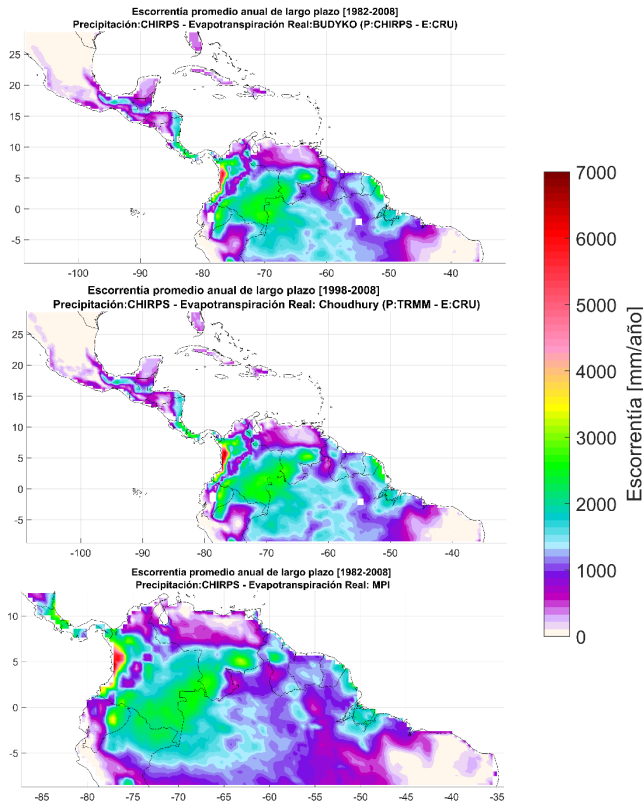 Escorrentía promedio anual de largo plazo [1982-2008]
Precipitación:CHIRPS - Evapotranspiración Real:BUDYKO (P:CHIRPS - E:CRU)
25
20
15
10
5
0
-5
-100 -90 -80 -70 -60 -50 -40
Escorrentía promedio anual de largo plazo [1998-2008]
Precipitación:CHIRPS - Evapotranspiración Real: Choudhury (P:TRMM - E:CRU)
25
20
15
10
5
0
-5
-100 -90 -80 -70 -60 -50 -40
Escorrentia promedio anual de largo plazo [1982-2008]
Precipitación:CHIRPS - Evapotranspiración Real: MPI
10
5
0
-5
-85 -80 -75 -70 -65 -60 -55 -50 -45 -40 -35
7000
6000
5000
4000
3000
2000
1000
0
Escorrentía [mm/año]